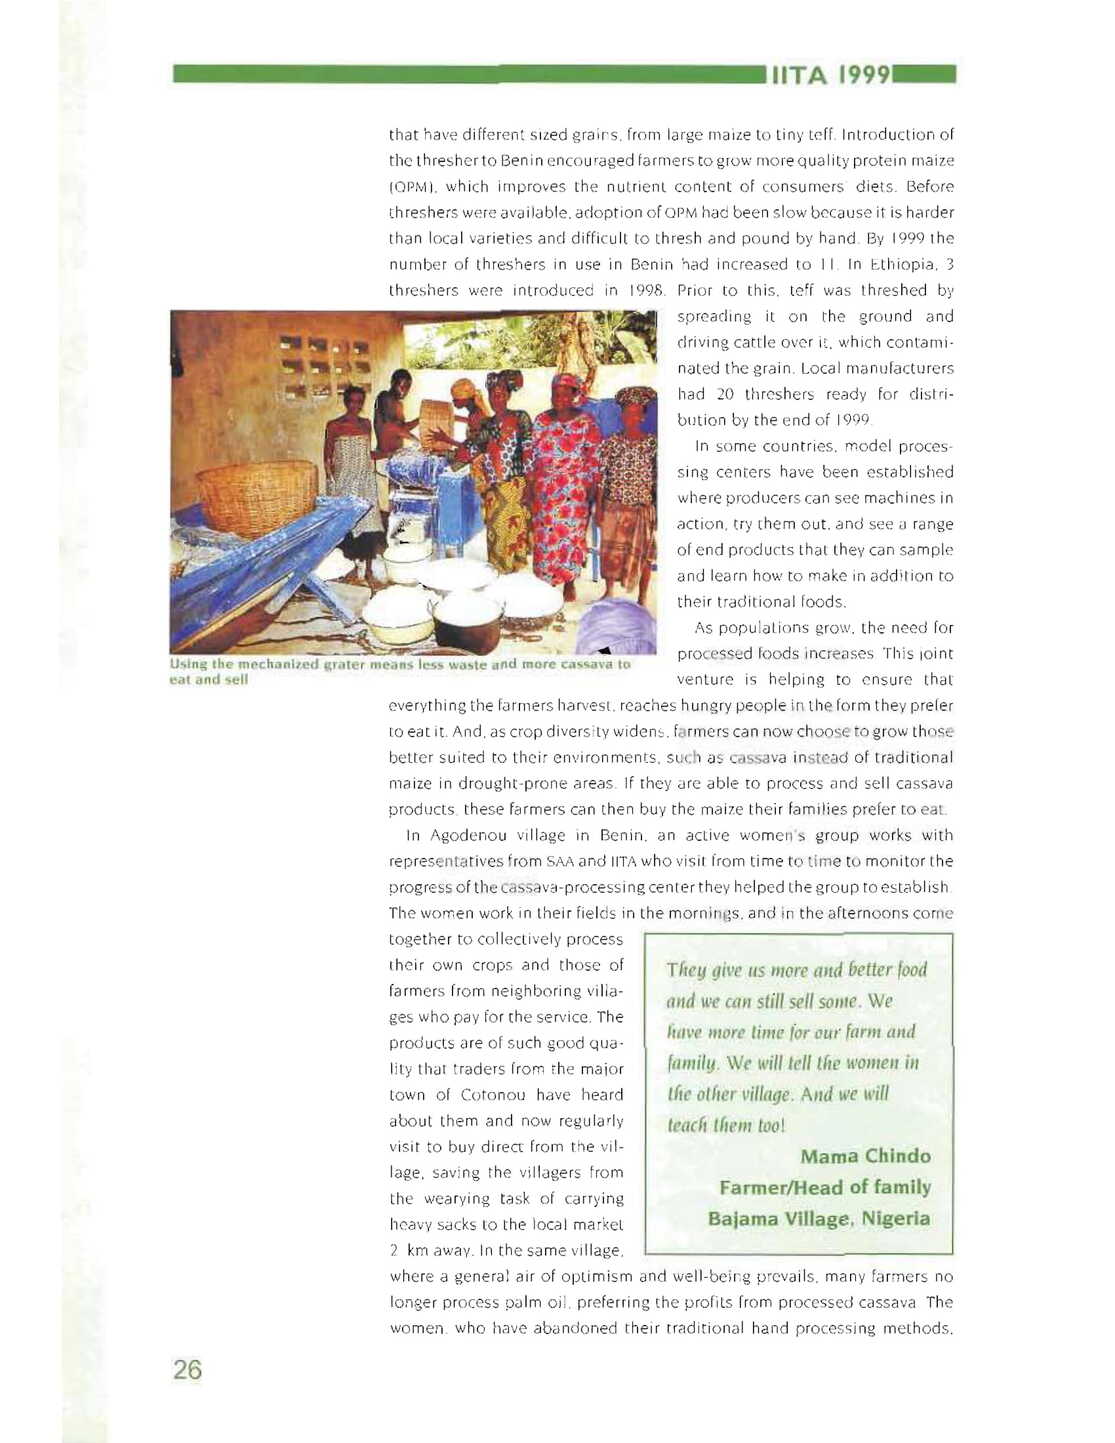 IITA 1999
that have different sized grains, from large maize to tiny teff. Introduction of
the thresher to Benin encouraged farmers to grow more quality protein maize
(QPM), which improves the nutrient content of consumers' diets. Before
threshers were available, adoption of QPM had been slow because it is harder
than local varieties and difficult to thresh and pound by hand. By 1999 the
number of threshers in use in Benin had increased to 11. In Ethiopia, 3
threshers were introduced in 1998. Prior to this, teff was threshed by
spreading it on the ground and
driving cattle over it, which contami-
nated the grain. Local manufacturers
had 20 threshers ready for distri-
bution by the end of 1999.
In some countries, model proces-
sing centers have been established
where producers can see machines in
action, try them out, and see a range
of end products that they can sample
and learn how to make in addition to
their traditional foods.
As populations grow, the need for
processed foods increases. This joint
venture is helping to ensure that
Using the mechanized grater means less waste and more cassava to
eat and sell
everything the farmers harvest, reaches hungry people in the form they prefer
to eat it. And, as crop diversity widens, farmers can now choose to grow those
better suited to their environments, such as cassava instead of traditional
maize in drought-prone areas. If they are able to process and sell cassava
products, these farmers can then buy the maize their families prefer to eat.
In Agodenou village in Benin, an active women's group works with
representatives from SAA and IITA who visit from time to time to monitor the
progress of the cassava-processing center they helped the group to establish.
The women work in their fields in the mornings, and in the afternoons come
together to collectively process
their own crops and those of
farmers from neighboring villa-
ges who pay for the service. The
products are of such good qua-
lity that traders from the major
town of Cotonou have heard
about them and now regularly
visit to buy direct from the vil-
lage, saving the villagers from
the wearying task of carrying
heavy sacks to the local market
2 km away. In the same village,
They give us more and better food
and we can still sell some. We
have more time for our farm and
family. We will tell the women in
the other village. And we will
teach them too!
Mama Chindo
Farmer/Head of family
Bajama Village, Nigeria
where a general air of optimism and well-being prevails, many farmers no
longer process palm oil, preferring the profits from processed cassava. The
women, who have abandoned their traditional hand processing methods,
26